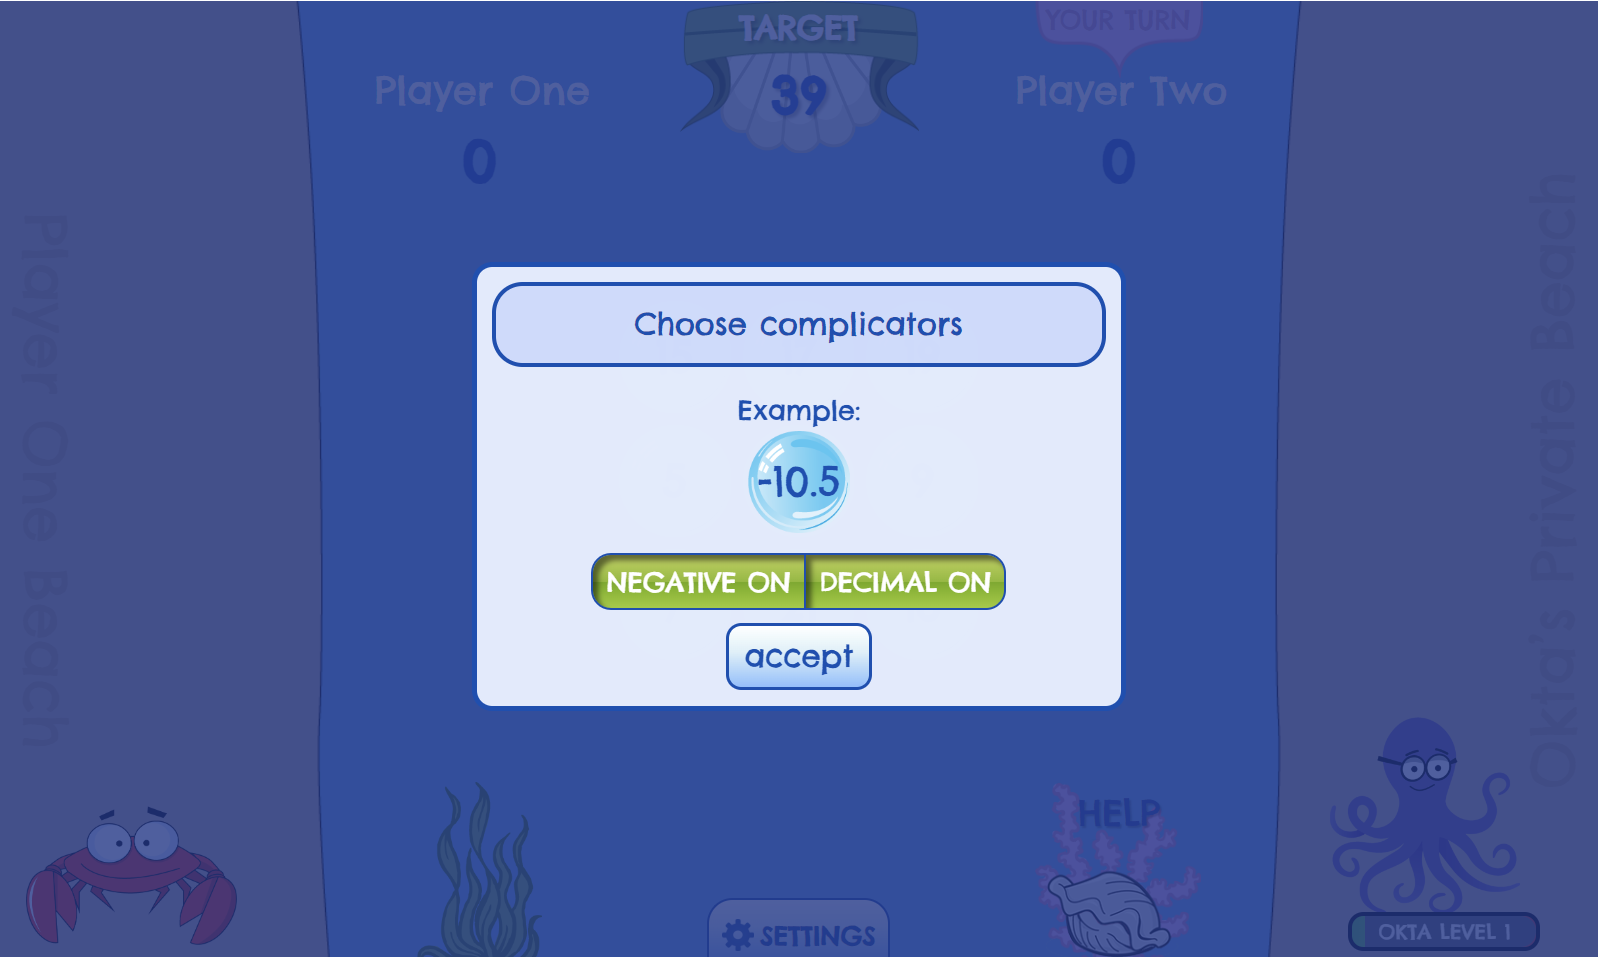 TARGET
39
YOUR TURN
Player One
0
Player Two
0
Player One Beach
Okta's Private Beach
Choose complicators
Example:
-10.5
NEGATIVE ON
DECIMAL ON
accept
HELP
SETTINGS
OKTA LEVEL 1